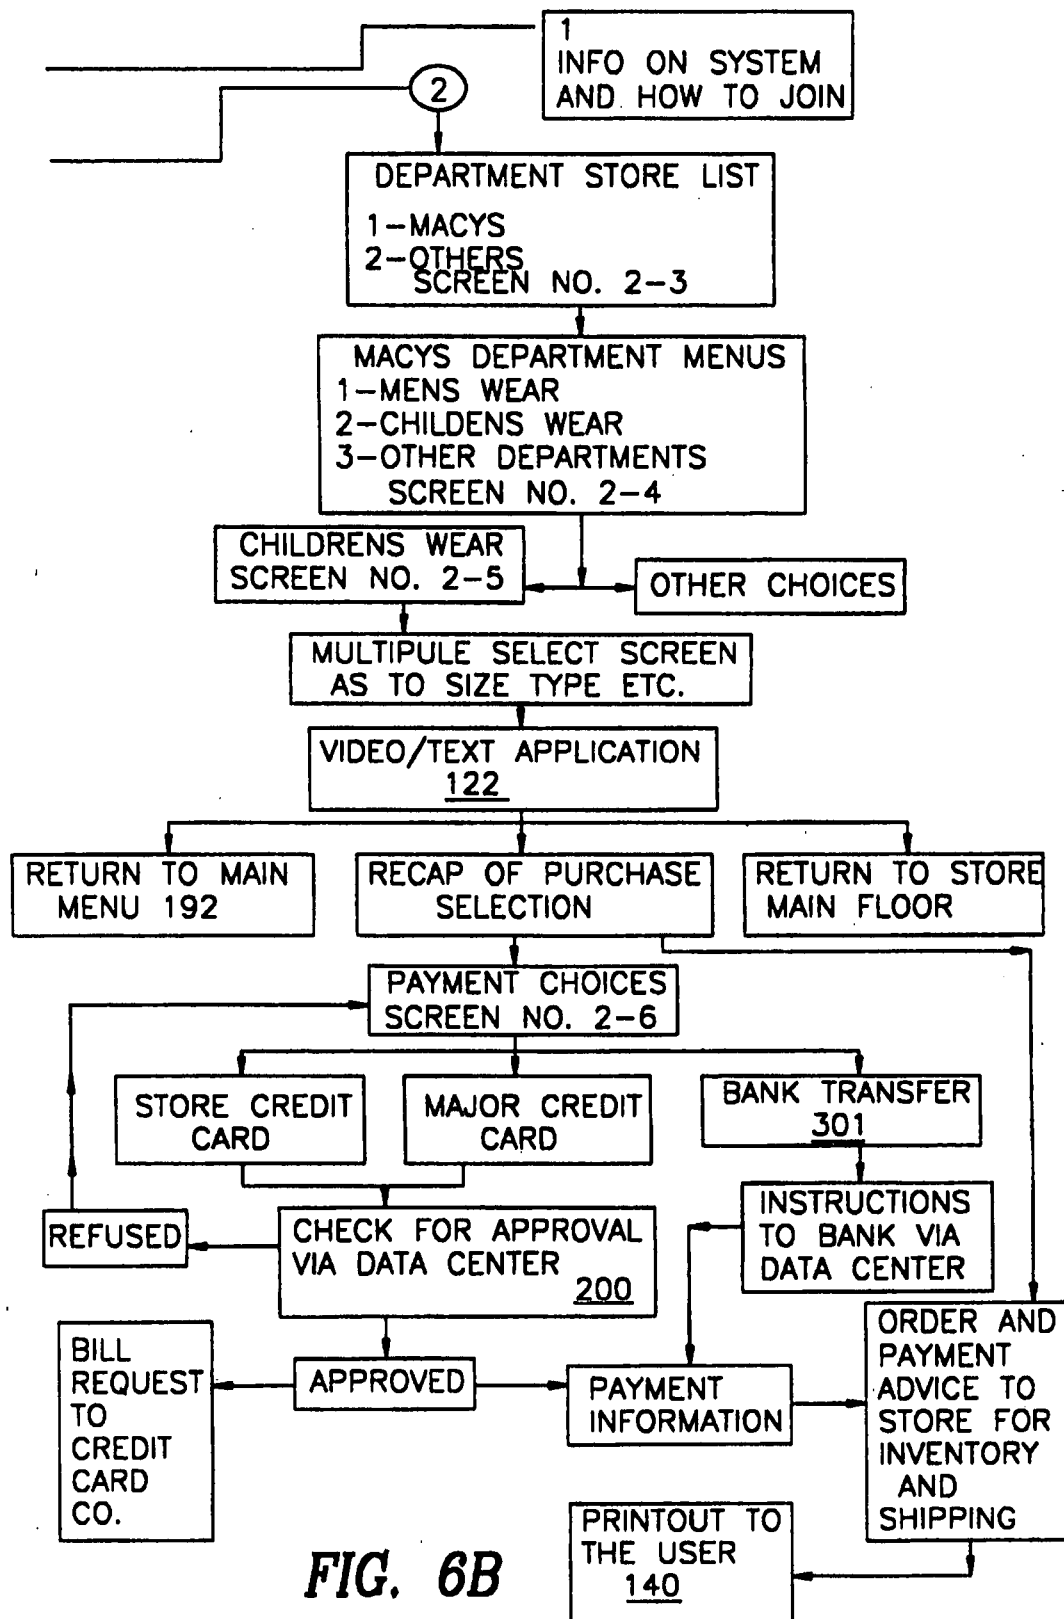 1
INFO ON SYSTEM
AND HOW TO JOIN
2
DEPARTMENT STORE LIST
1-MACYS
2-OTHERS
SCREEN NO. 2-3
MACYS DEPARTMENT MENUS
1-MENS WEAR
2-CHILDENS WEAR
3-OTHER DEPARTMENTS
SCREEN NO. 2-4
CHILDRENS WEAR
SCREEN NO. 2-5
OTHER CHOICES
MULTIPULE SELECT SCREEN
AS TO SIZE TYPE ETC.
VIDEO/TEXT APPLICATION
122
RETURN TO MAIN
MENU 192
RECAP OF PURCHASE
SELECTION
RETURN TO STORE
MAIN FLOOR
PAYMENT CHOICES
SCREEN NO. 2-6
STORE CREDIT
CARD
MAJOR CREDIT
CARD
BANK TRANSFER
301
REFUSED
CHECK FOR APPROVAL
VIA DATA CENTER
200
INSTRUCTIONS
TO BANK VIA
DATA CENTER
BILL
REQUEST
TO
CREDIT
CARD
CO.
APPROVED
PAYMENT
INFORMATION
ORDER AND
PAYMENT
ADVICE TO
STORE FOR
INVENTORY
AND
SHIPPING
PRINTOUT TO
THE USER
140
FIG. 6B